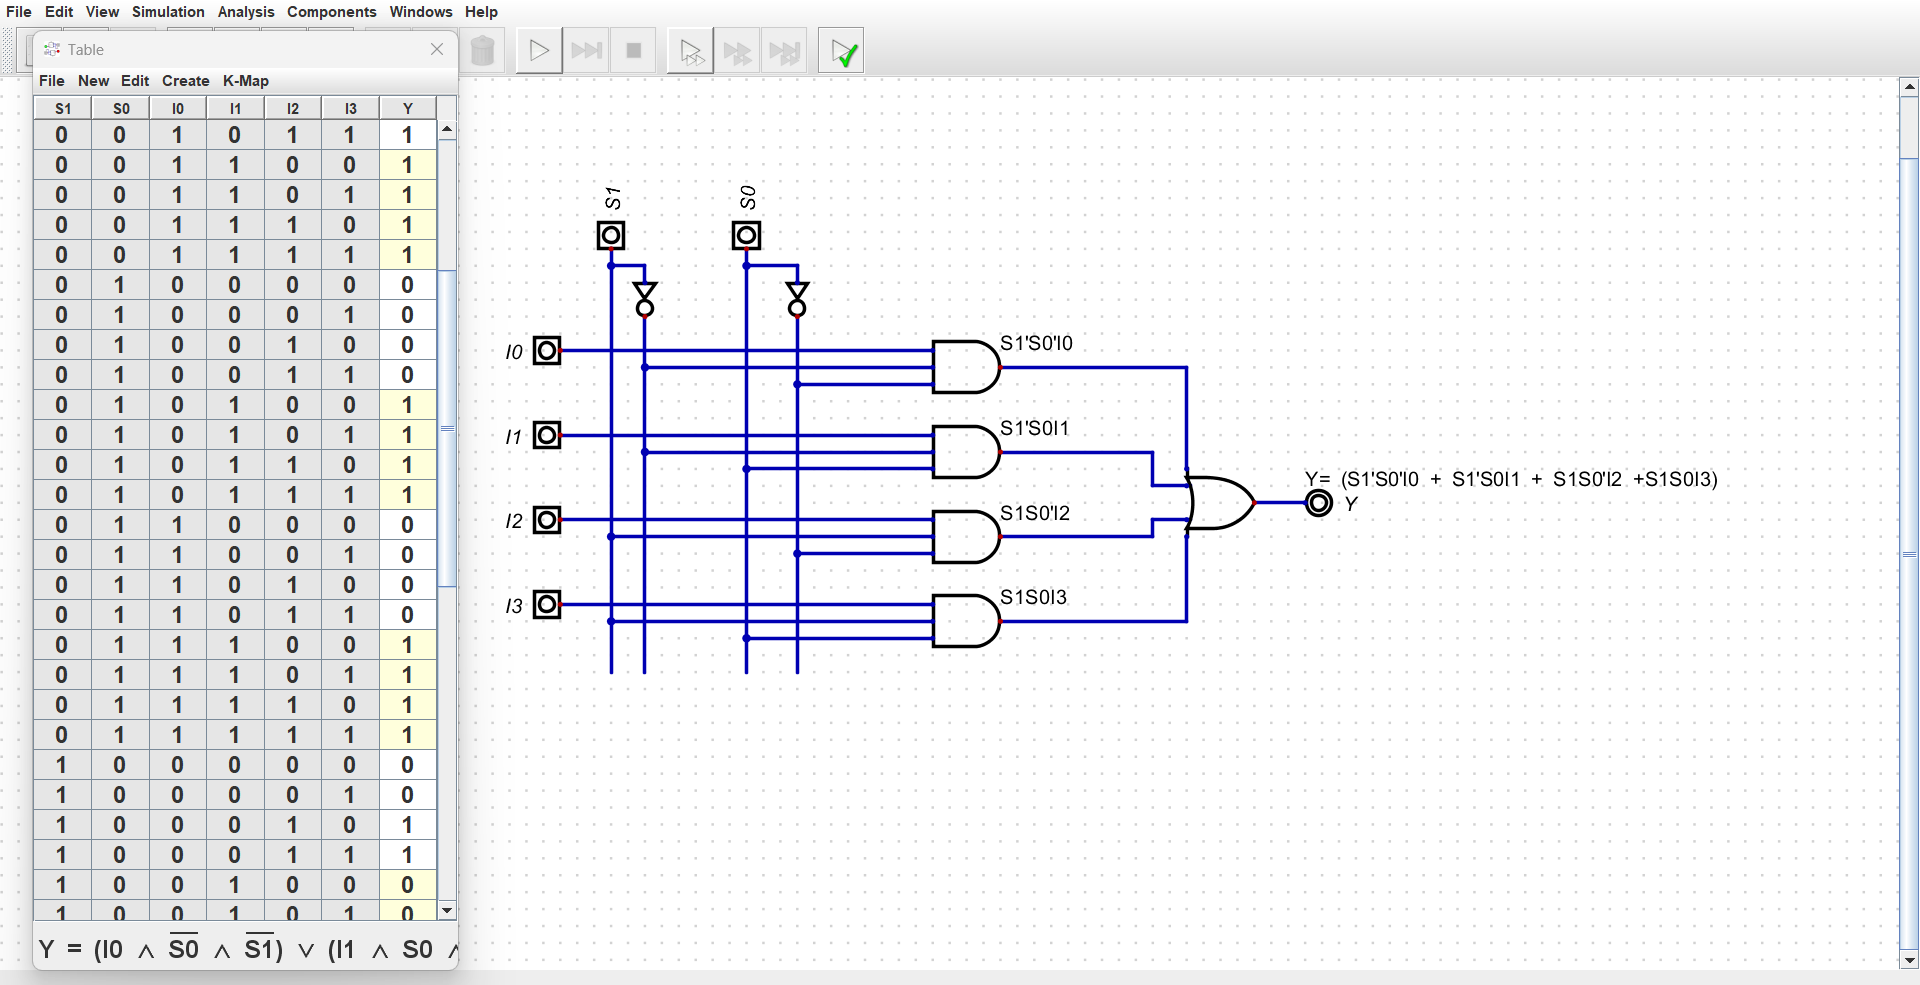 File Edit View Simulation Analysis Components Windows Help
Table
File New Edit Create K-Map
S1 S0 I0 I1 I2 I3 Y
0 0 1 0 1 1 1
0 0 1 1 0 0 1
0 0 1 1 0 1 1
0 0 1 1 1 0 1
0 0 1 1 1 1 1
0 1 0 0 0 0 0
0 1 0 0 0 1 0
0 1 0 0 1 0 0
0 1 0 0 1 1 0
0 1 0 1 0 0 1
0 1 0 1 0 1 1
0 1 0 1 1 0 1
0 1 0 1 1 1 1
0 1 1 0 0 0 0
0 1 1 0 0 1 0
0 1 1 0 1 0 0
0 1 1 0 1 1 0
0 1 1 1 0 0 1
0 1 1 1 0 1 1
0 1 1 1 1 0 1
0 1 1 1 1 1 1
1 0 0 0 0 0 0
1 0 0 0 0 1 0
1 0 0 0 1 0 1
1 0 0 0 1 1 1
1 0 0 1 0 0 0
1 0 0 1 0 1 0
Y = (I0 ∧ S̅0̅ ∧ S̅1̅) ∨ (I1 ∧ S0 ∧
S1
S0
I0
S1'S0'I0
I1
S1'S0I1
I2
S1S0'I2
I3
S1S0I3
Y= (S1'S0'I0 + S1'S0I1 + S1S0'I2 +S1S0I3)
Y